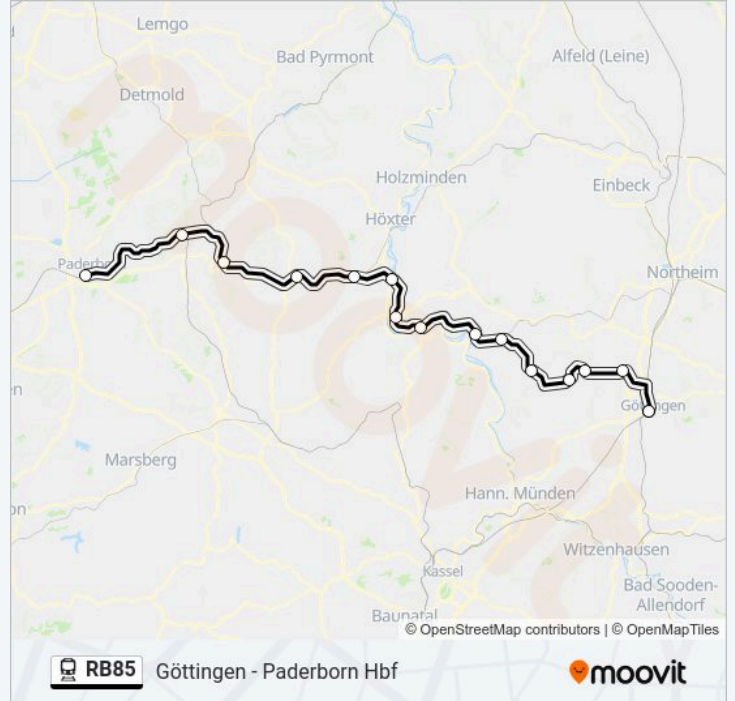 Lemgo
Bad Pyrmont
Alfeld (Leine)
Detmold
Holzminden
Einbeck
Höxter
Paderb
Northeim
Göttingen
Marsberg
Hann. Münden
Witzenhausen
Kassel
Bad Sooden-
Allendorf
Baunatal
© OpenStreetMap contributors | © OpenMapTiles
RB85 Göttingen - Paderborn Hbf
moovit